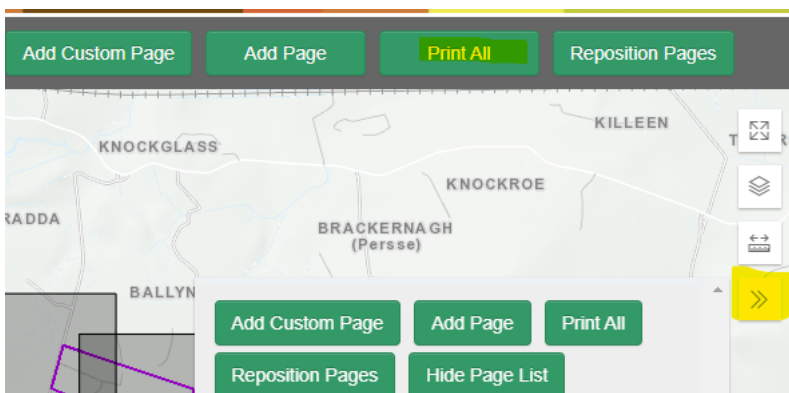 Add Custom Page Add Page Print All Reposition Pages
KILLEEN
KNOCKGLASS
KNOCKROE
RADDA
BRACKERNAGH
(Persse)
BALLYN
Add Custom Page Add Page Print All
Reposition Pages Hide Page List